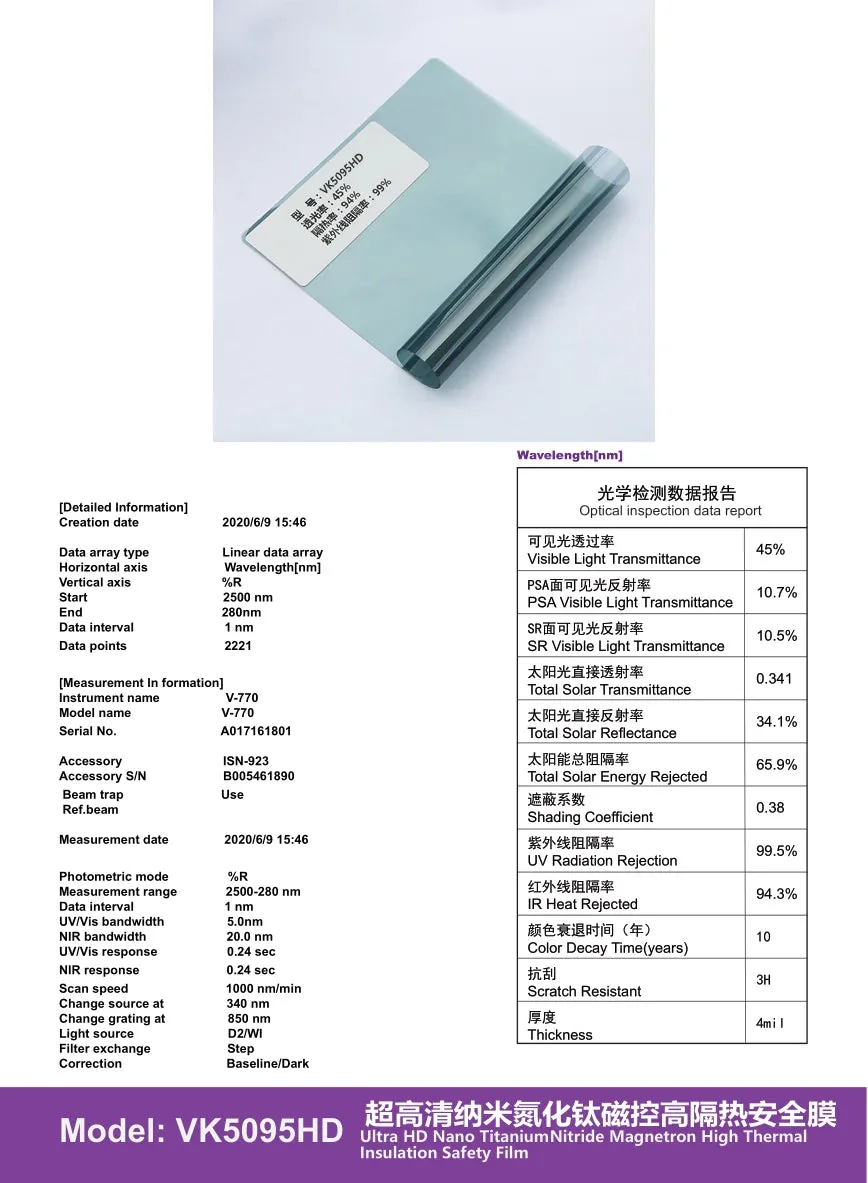 型 号：VK5095HD
透光率：45%
隔热率：94%
紫外线阻隔率：99%
[Detailed Information]
Creation date 2020/6/9 15:46
Data array type Linear data array
Horizontal axis Wavelength[nm]
Vertical axis %R
Start 2500 nm
End 280nm
Data interval 1 nm
Data points 2221
[Measurement In formation]
Instrument name V-770
Model name V-770
Serial No. A017161801
Accessory ISN-923
Accessory S/N B005461890
Beam trap Use
Ref.beam
Measurement date 2020/6/9 15:46
Photometric mode %R
Measurement range 2500-280 nm
Data interval 1 nm
UV/Vis bandwidth 5.0nm
NIR bandwidth 20.0 nm
UV/Vis response 0.24 sec
NIR response 0.24 sec
Scan speed 1000 nm/min
Change source at 340 nm
Change grating at 850 nm
Light source D2/WI
Filter exchange Step
Correction Baseline/Dark
Wavelength[nm]
光学检测数据报告
Optical inspection data report
可见光透过率
Visible Light Transmittance 45%
PSA面可见光反射率
PSA Visible Light Transmittance 10.7%
SR面可见光反射率
SR Visible Light Transmittance 10.5%
太阳光直接透射率
Total Solar Transmittance 0.341
太阳光直接反射率
Total Solar Reflectance 34.1%
太阳能总阻隔率
Total Solar Energy Rejected 65.9%
遮蔽系数
Shading Coefficient 0.38
紫外线阻隔率
UV Radiation Rejection 99.5%
红外线阻隔率
IR Heat Rejected 94.3%
颜色衰退时间（年）
Color Decay Time(years) 10
抗刮
Scratch Resistant 3H
厚度
Thickness 4mil
Model: VK5095HD
超高清纳米氮化钛磁控高隔热安全膜
Ultra HD Nano TitaniumNitride Magnetron High Thermal
Insulation Safety Film